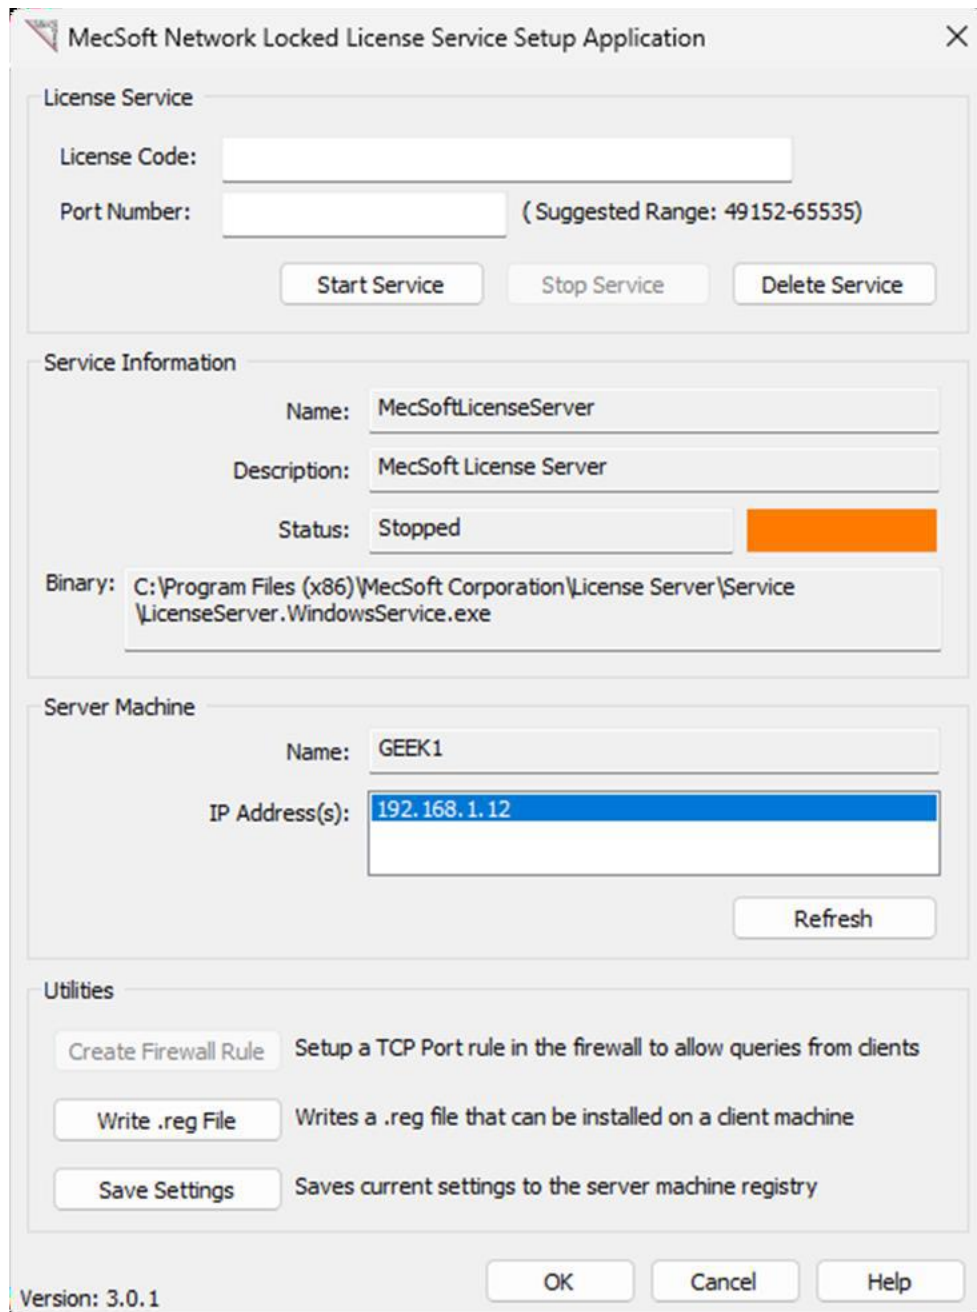 MecSoft Network Locked License Service Setup Application
License Service
License Code:
Port Number: ( Suggested Range: 49152-65535)
Start Service Stop Service Delete Service
Service Information
Name: MecSoftLicenseServer
Description: MecSoft License Server
Status: Stopped
Binary: C:\Program Files (x86)\MecSoft Corporation\License Server\Service
\LicenseServer.WindowsService.exe
Server Machine
Name: GEEK1
IP Address(s): 192.168.1.12
Refresh
Utilities
Create Firewall Rule Setup a TCP Port rule in the firewall to allow queries from clients
Write .reg File Writes a .reg file that can be installed on a client machine
Save Settings Saves current settings to the server machine registry
OK Cancel Help
Version: 3.0.1